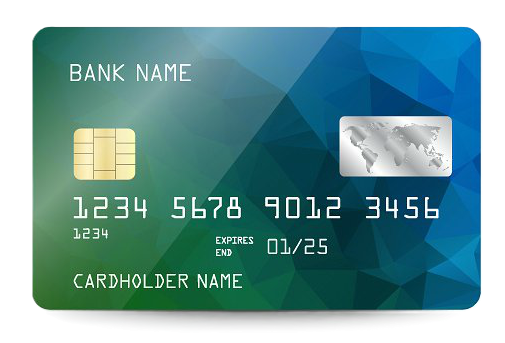 BANK NAME
1234 5678 9012 3456
1234
EXPIRES
END
01/25
CARDHOLDER NAME